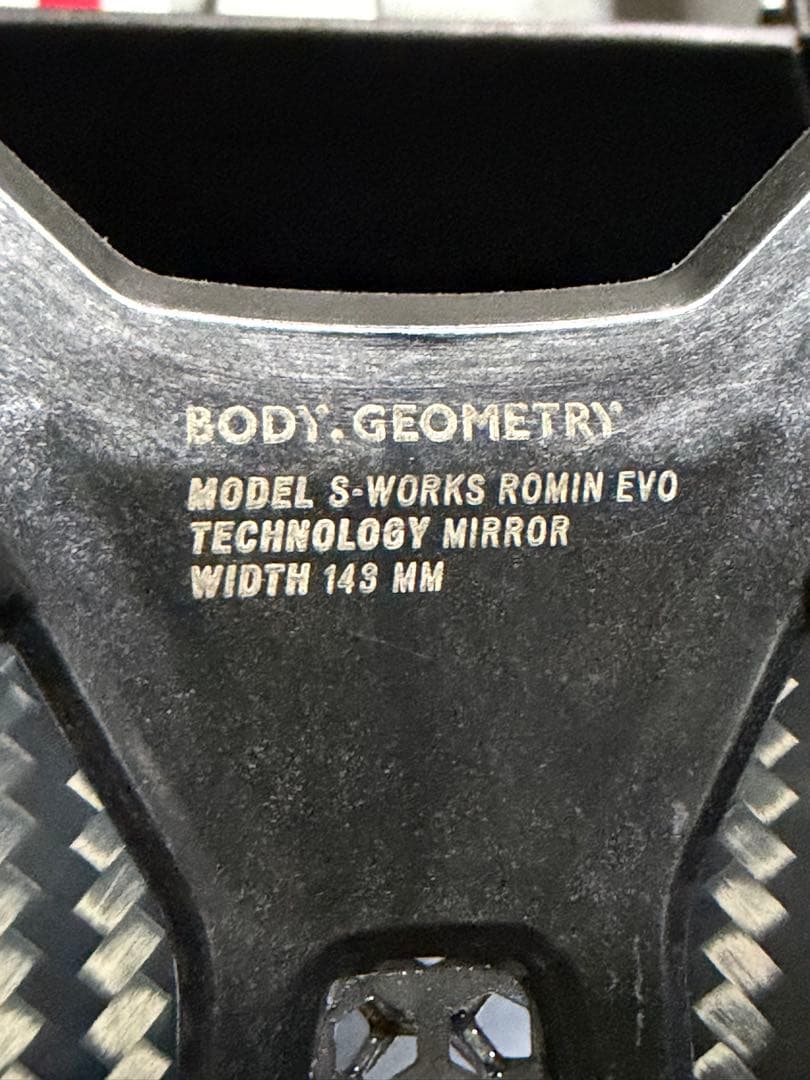 BODY.GEOMETRY
MODEL S-WORKS ROMIN EVO
TECHNOLOGY MIRROR
WIDTH 143 MM